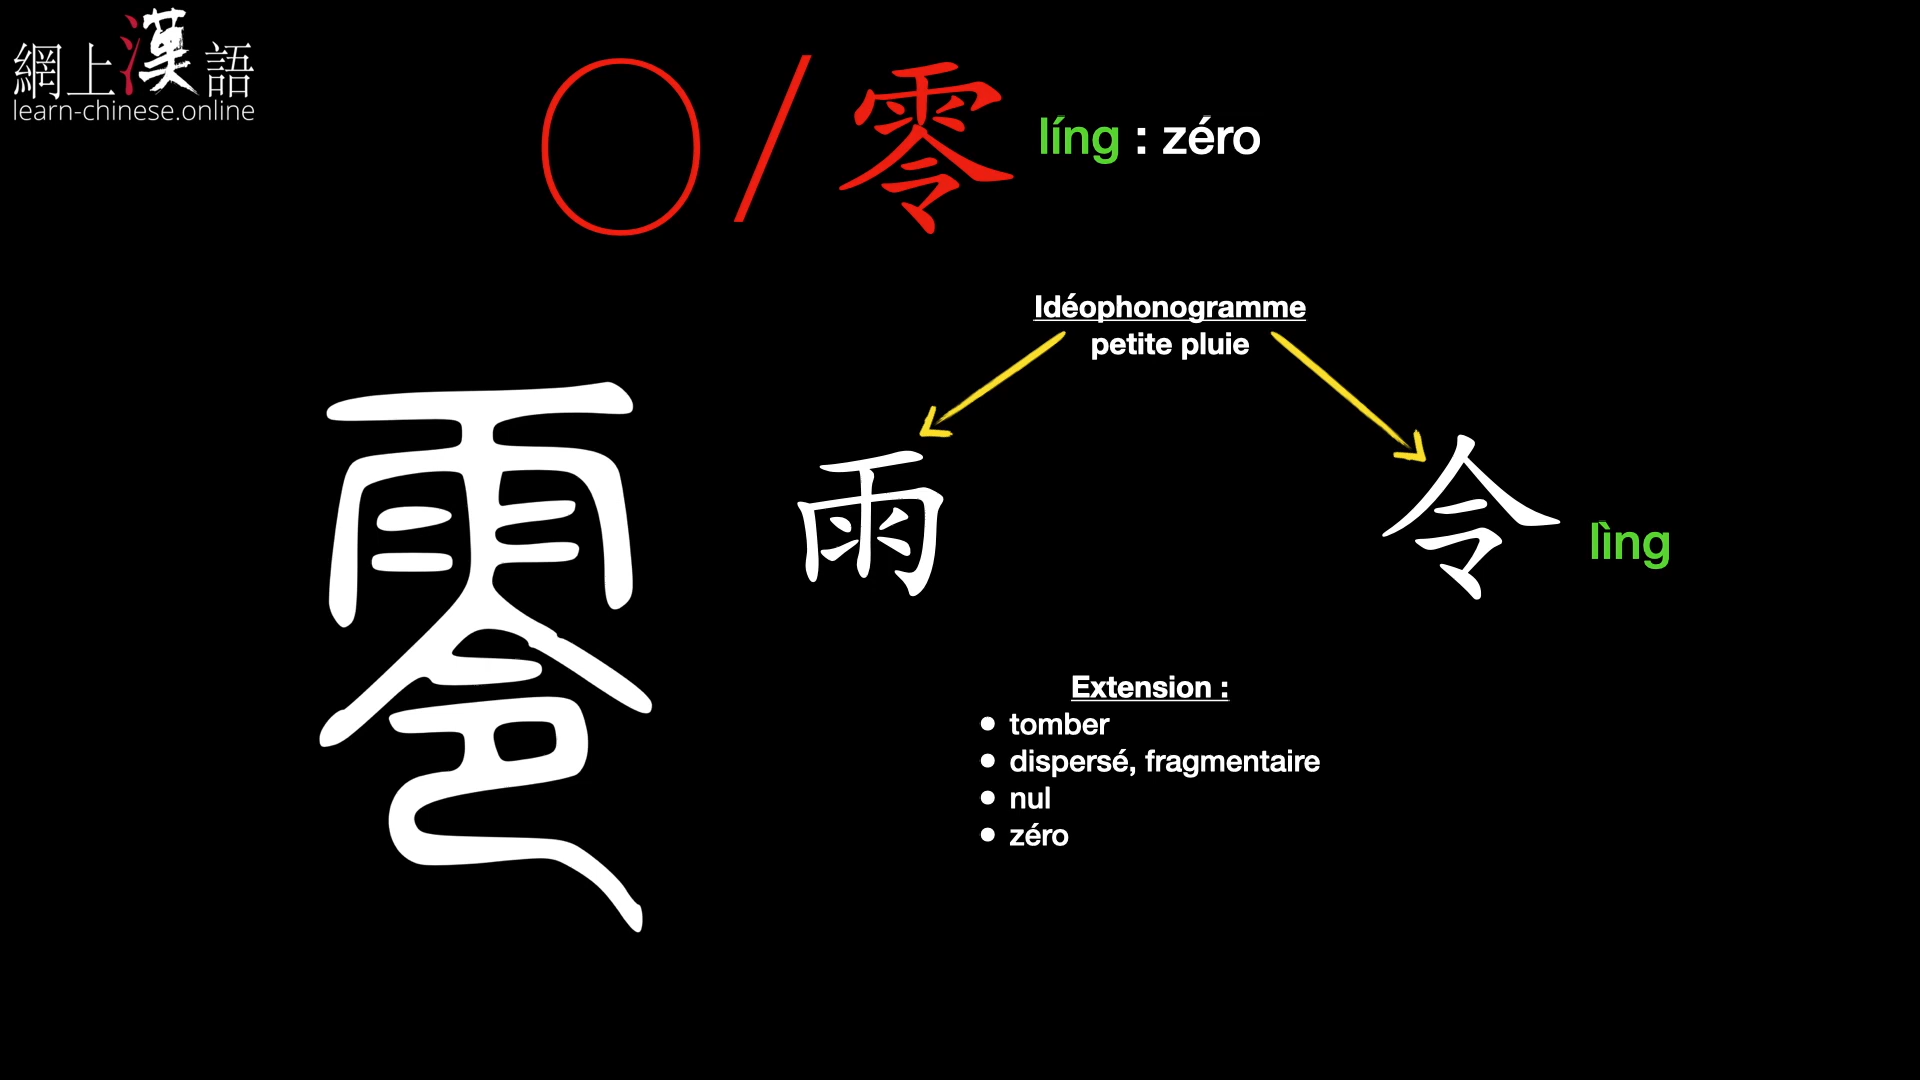 網上漢語
learn-chinese.online
〇/零 líng : zéro
Idéophonogramme
petite pluie
零
雨
令 lìng
Extension :
• tomber
• dispersé, fragmentaire
• nul
• zéro